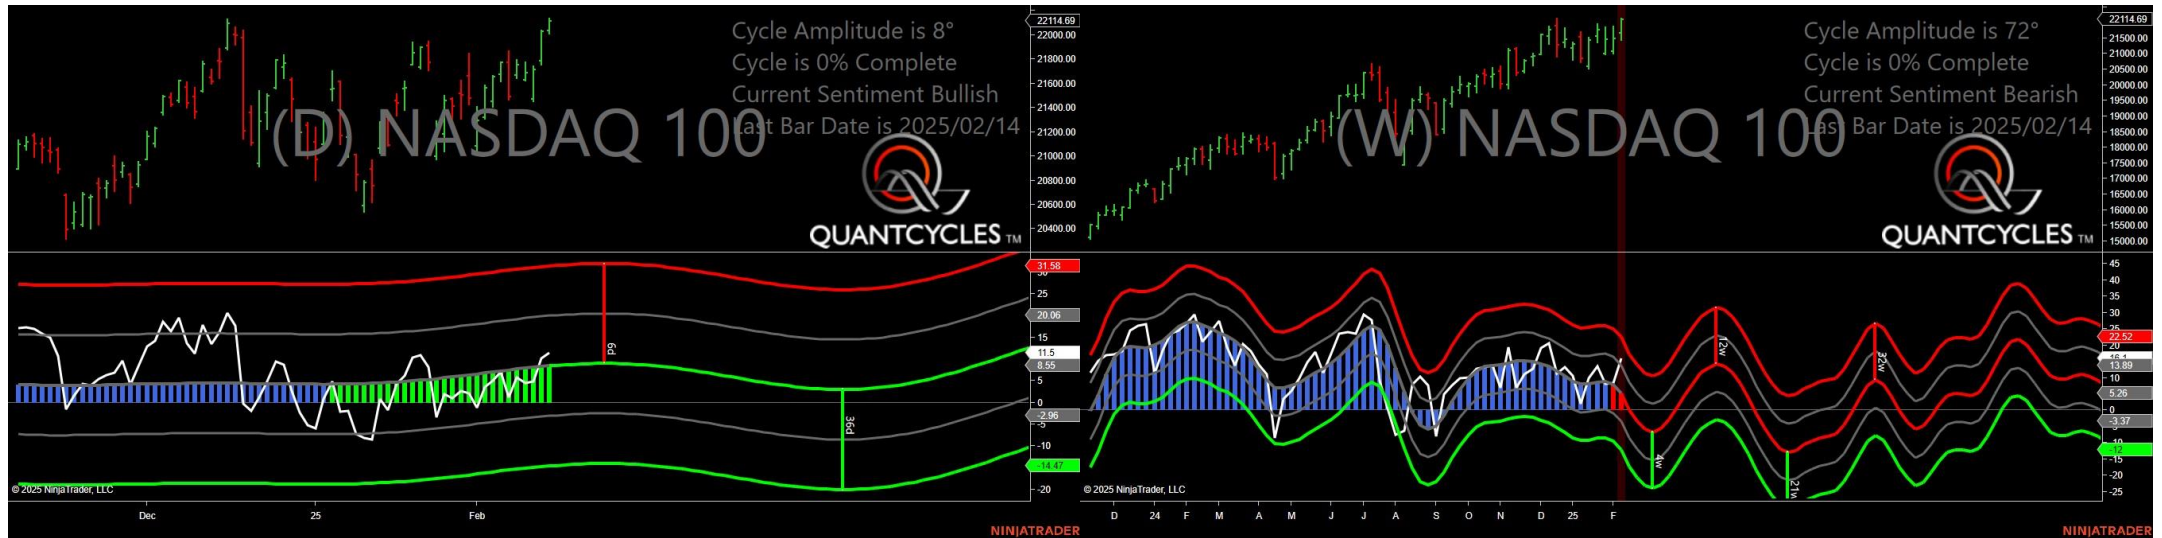 Cycle Amplitude is 8°
Cycle is 0% Complete
Current Sentiment Bullish
Last Bar Date is 2025/02/14
(D) NASDAQ 100
QUANTCYCLES TM
22114.69
22000.00
21800.00
21600.00
21400.00
21200.00
21000.00
20800.00
20600.00
20400.00
31.58
25
20.06
15
11.5
8.55
5
0
-2.96
-5
-10
-14.47
-20
6d
36d
© 2025 NinjaTrader, LLC
Dec 25 Feb
NINJATRADER
Cycle Amplitude is 72°
Cycle is 0% Complete
Current Sentiment Bearish
Last Bar Date is 2025/02/14
(W) NASDAQ 100
QUANTCYCLES TM
22114.69
21500.00
21000.00
20500.00
20000.00
19500.00
19000.00
18500.00
18000.00
17500.00
17000.00
16500.00
16000.00
15500.00
15000.00
45
40
35
30
25
22.52
20
13.89
10
5.26
0
-3.37
-12
-15
-20
-25
4w
12w
21w
32w
© 2025 NinjaTrader, LLC
D 24 F M A M J J A S O N D 25 F
NINJATRADER